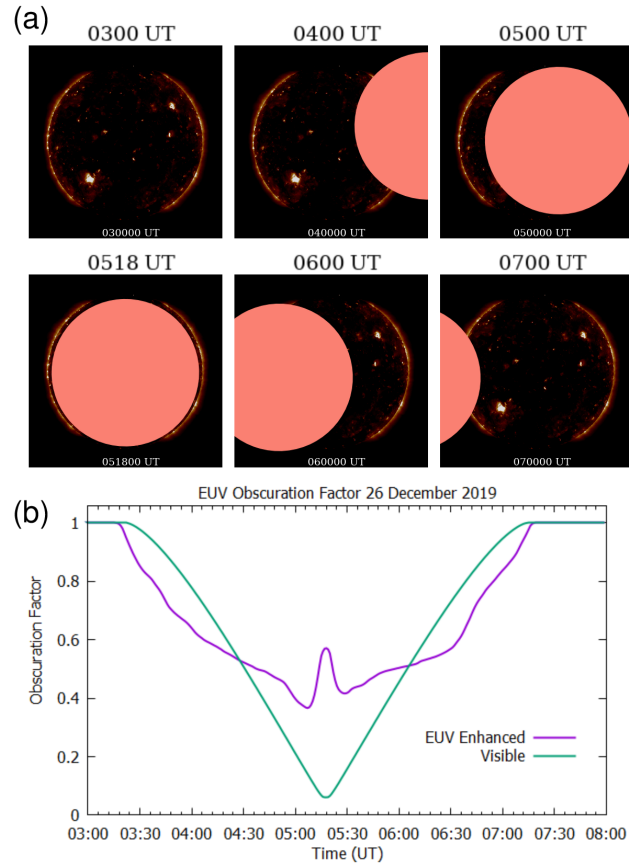 (a)
0300 UT
0400 UT
0500 UT
030000 UT
040000 UT
050000 UT
0518 UT
0600 UT
0700 UT
051800 UT
060000 UT
070000 UT
(b)
EUV Obscuration Factor 26 December 2019
1
0.8
0.6
0.4
0.2
0
Obscuration Factor
EUV Enhanced
Visible
03:00 03:30 04:00 04:30 05:00 05:30 06:00 06:30 07:00 07:30 08:00
Time (UT)